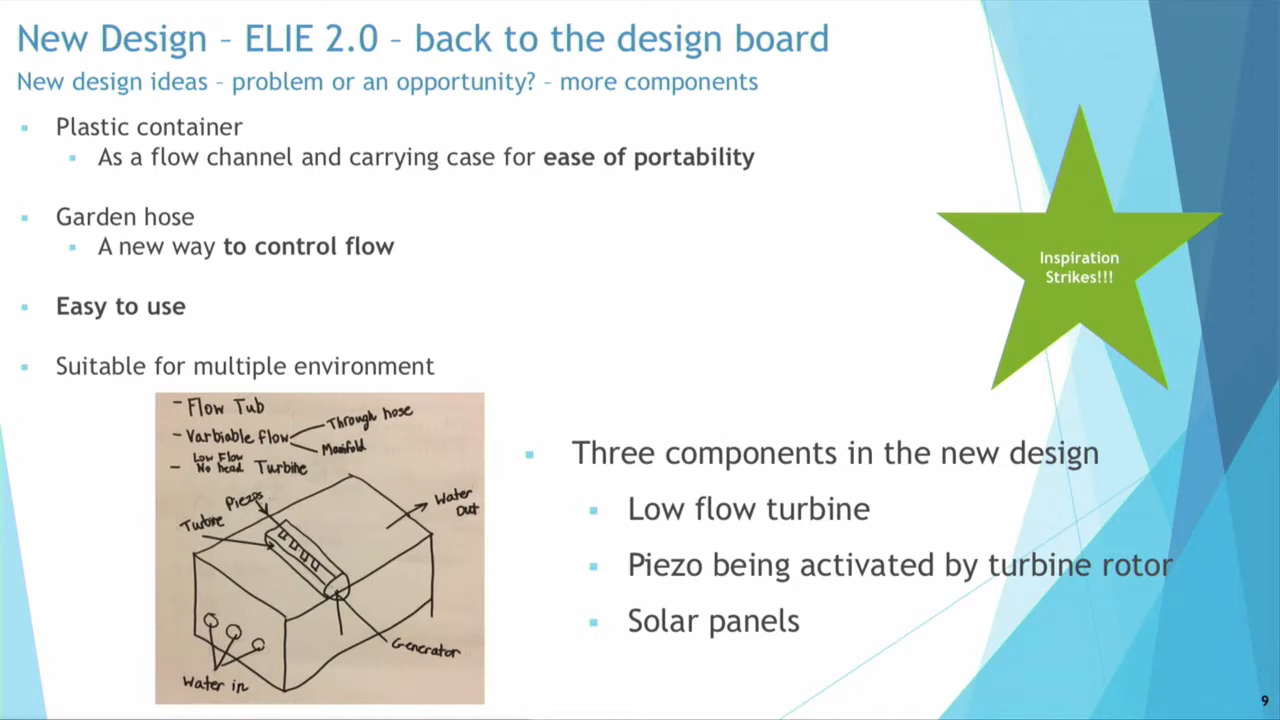 New Design – ELIE 2.0 – back to the design board
New design ideas – problem or an opportunity? – more components
Plastic container
As a flow channel and carrying case for ease of portability
Garden hose
A new way to control flow
Easy to use
Suitable for multiple environment
Inspiration
Strikes!!!
- Flow Tub
- Varbiable flow
Through hose
Manifold
- Low Flow
No head Turbine
Piezos
Turbine
Water
Out
Generator
Water in
Three components in the new design
Low flow turbine
Piezo being activated by turbine rotor
Solar panels
9